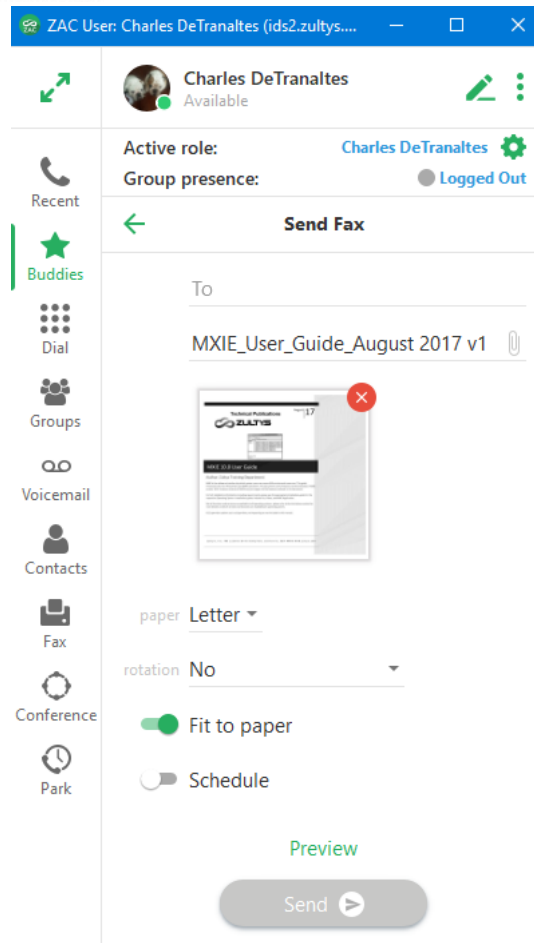 ZAC User: Charles DeTranaltes (ids2.zultys....
Charles DeTranaltes
Available
Active role: Charles DeTranaltes
Group presence: Logged Out
Recent
Buddies
Dial
Groups
Voicemail
Contacts
Fax
Conference
Park
Send Fax
To
MXIE_User_Guide_August 2017 v1
Technical Publications
17
ZULTYS
MXIE 10.0 User Guide
paper Letter
rotation No
Fit to paper
Schedule
Preview
Send